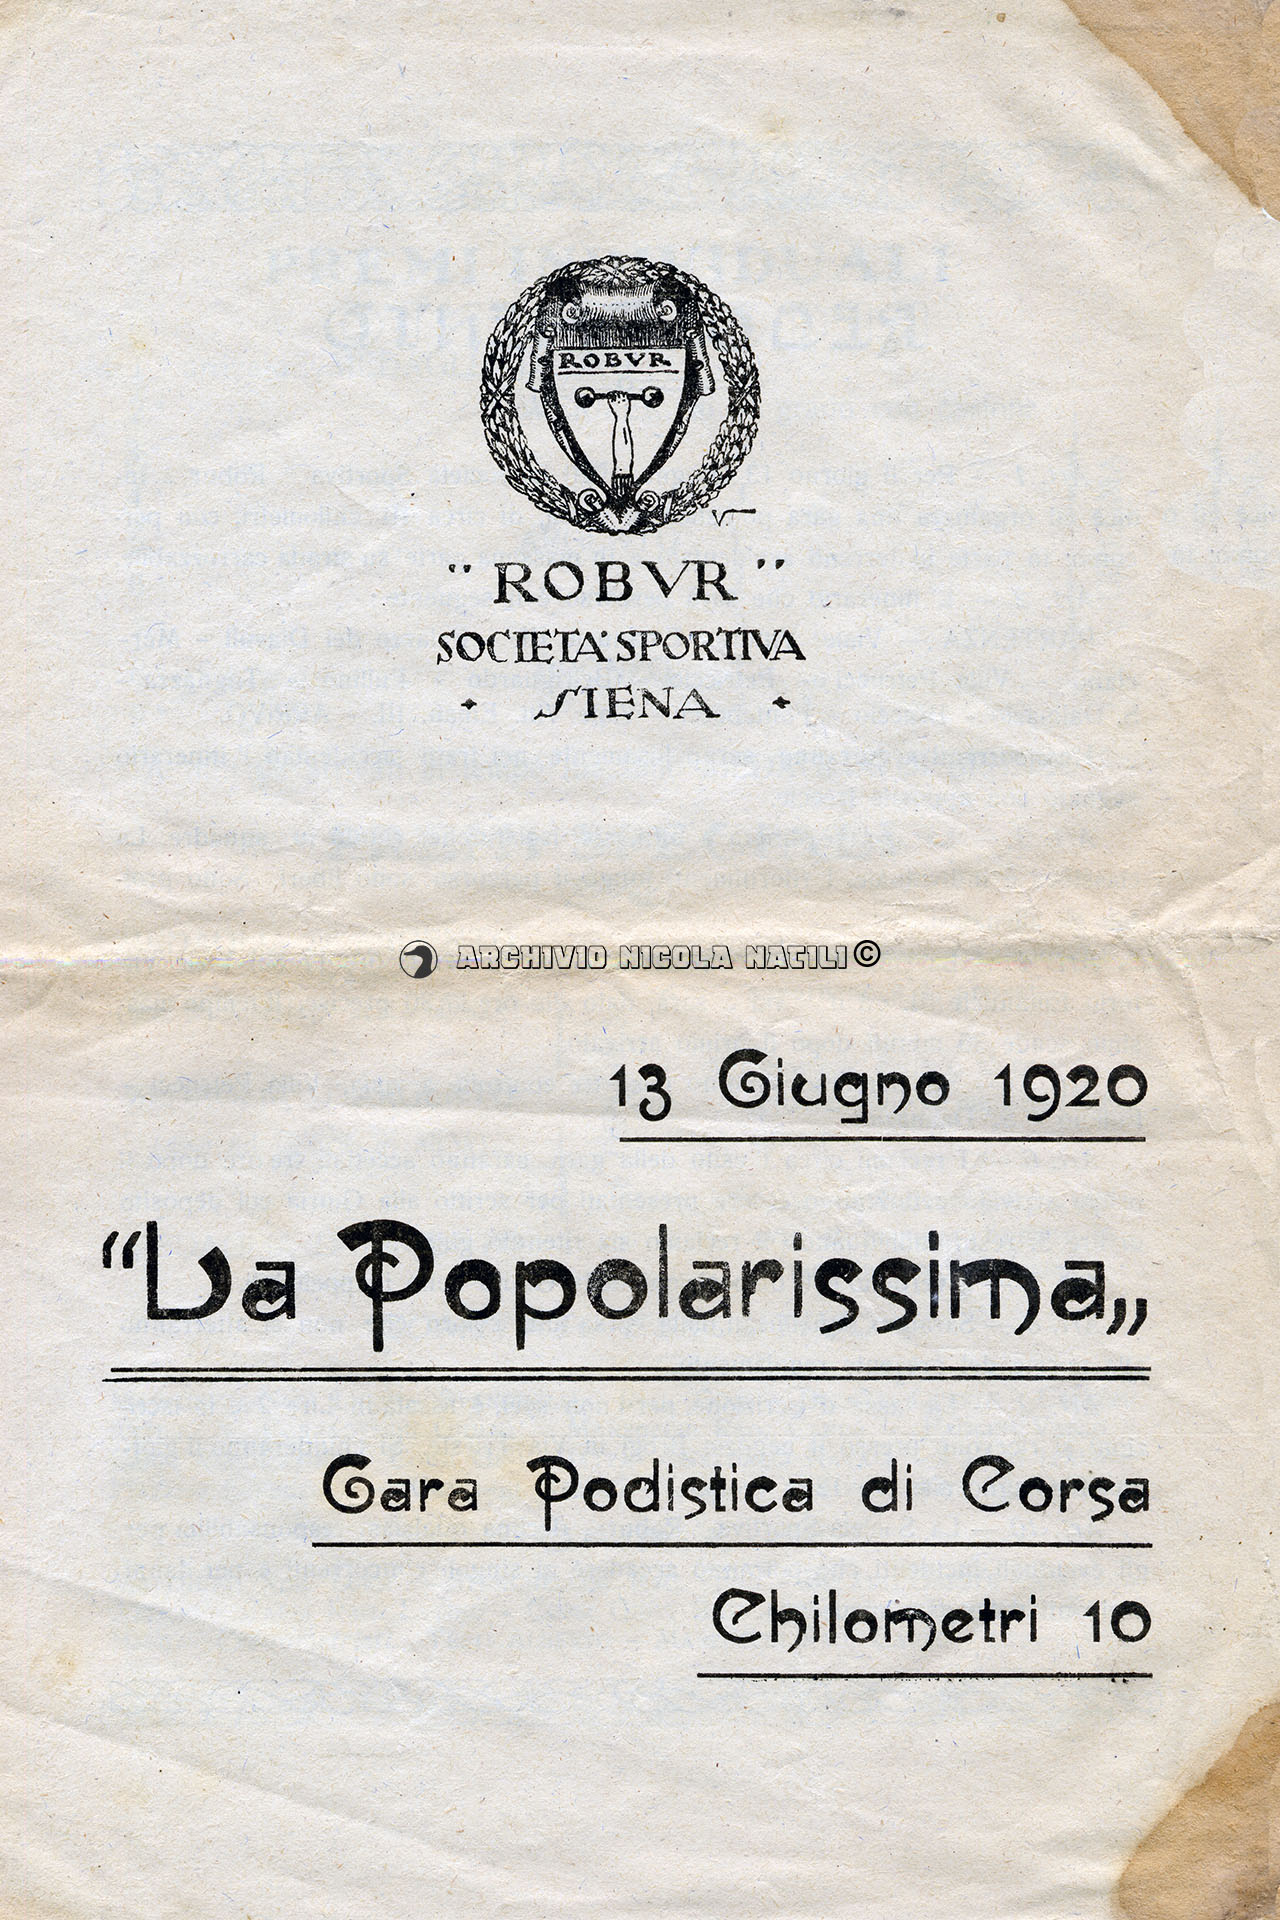 ROBVR
"ROBVR"
SOCIETA' SPORTIVA
SIENA
ARCHIVIO NICOLA NATILI©
13 Giugno 1920
“La Popolarissima„
Gara Podistica di Corsa
Chilometri 10